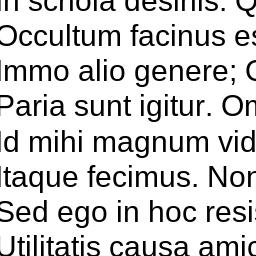 in schola desinis. Q
Occultum facinus es
Immo alio genere; 
Paria sunt igitur. Om
Id mihi magnum vid
Itaque fecimus. Non
Sed ego in hoc resis
Utilitatis causa amic